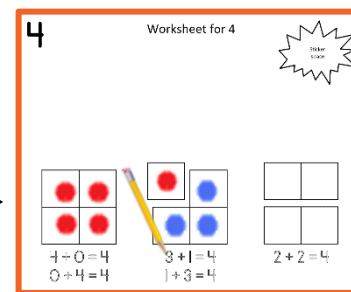 4
Worksheet for 4
Sticker
space
4 + 0 = 4
0 + 4 = 4
3 + 1 = 4
1 + 3 = 4
2 + 2 = 4